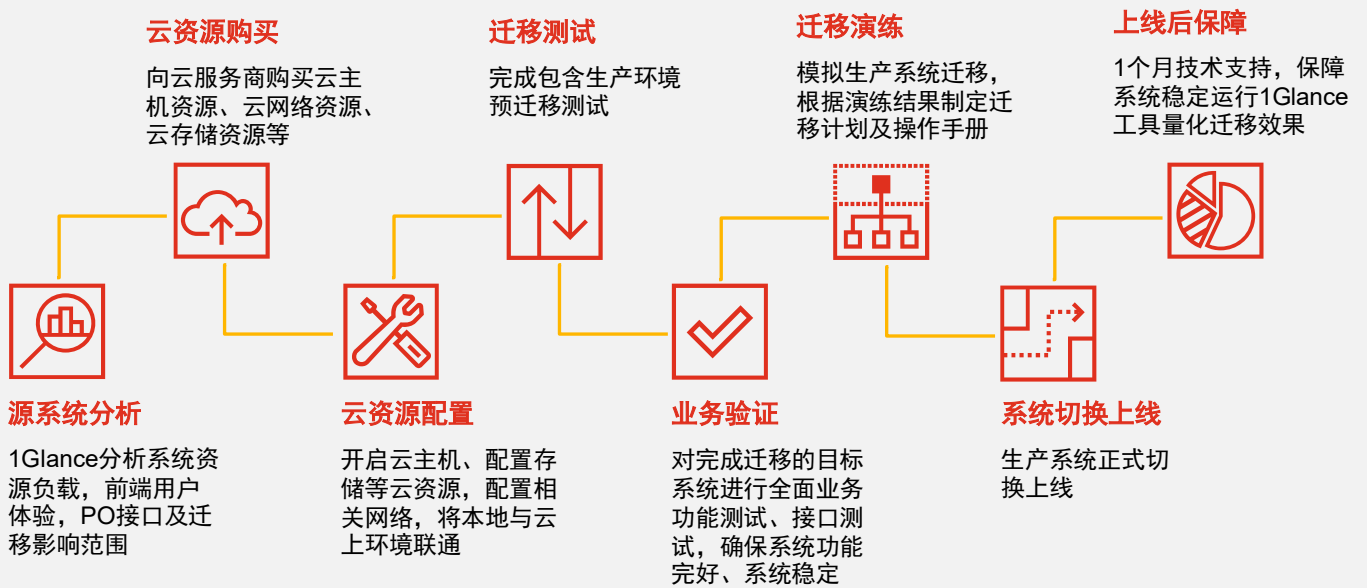 云资源购买
向云服务商购买云主
机资源、云网络资源、
云存储资源等
迁移测试
完成包含生产环境
预迁移测试
迁移演练
模拟生产系统迁移，
根据演练结果制定迁
移计划及操作手册
上线后保障
1个月技术支持，保障
系统稳定运行1Glance
工具量化迁移效果
源系统分析
1Glance分析系统资
源负载，前端用户
体验，PO接口及迁
移影响范围
云资源配置
开启云主机、配置存
储等云资源，配置相
关网络，将本地与云
上环境联通
业务验证
对完成迁移的目标
系统进行全面业务
功能测试、接口测
试，确保系统功能
完好、系统稳定
系统切换上线
生产系统正式切
换上线